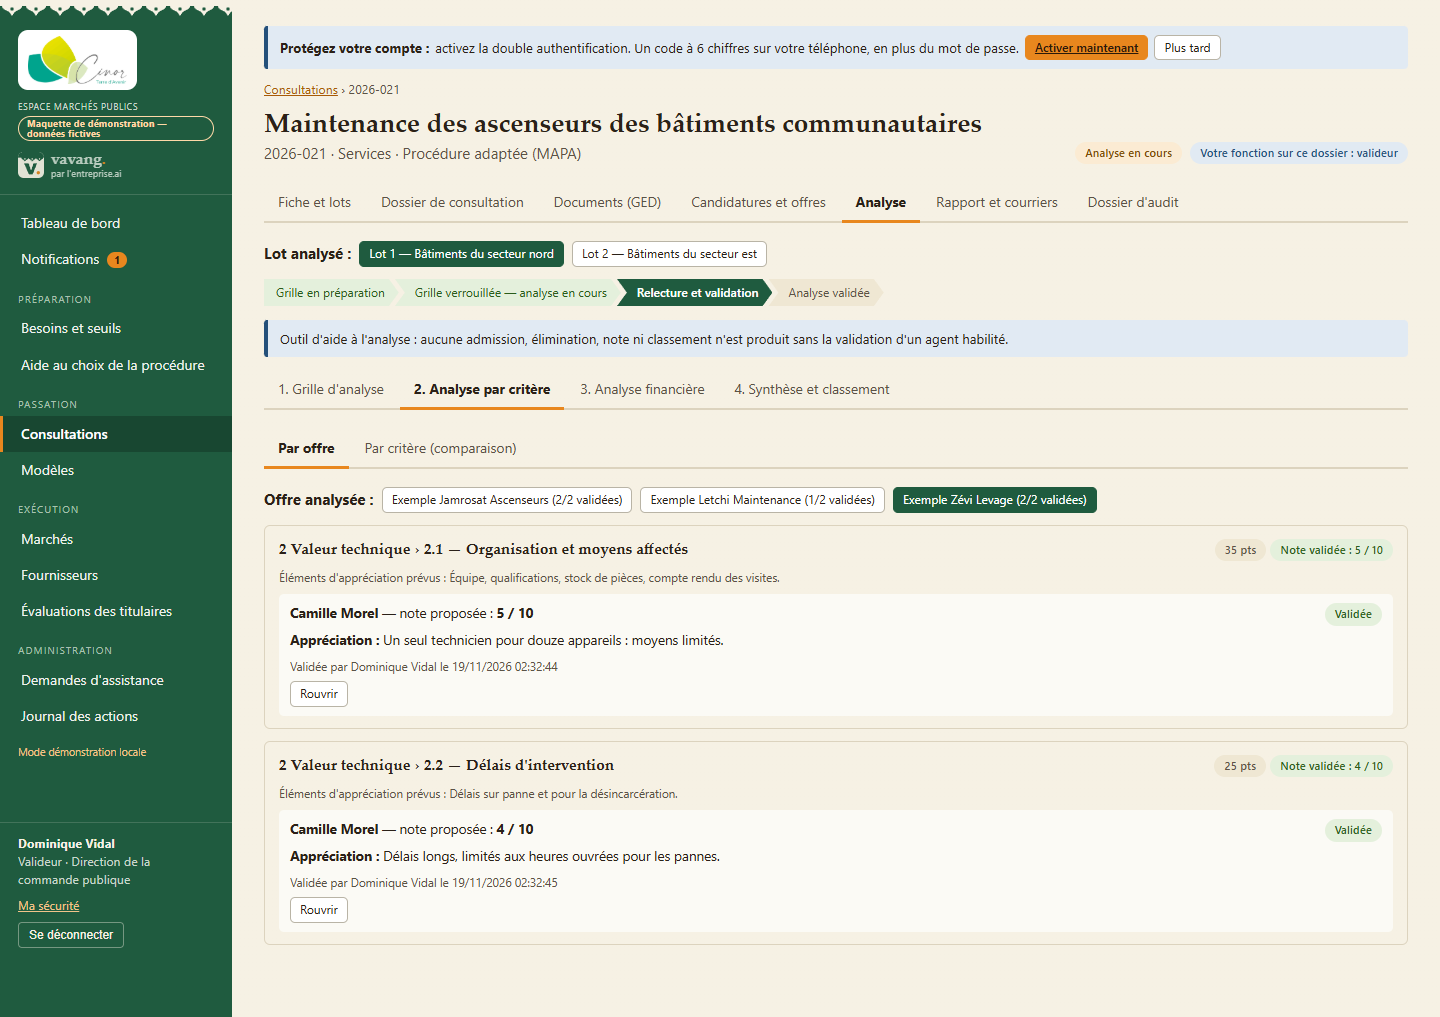 Cinor
ESPACE MARCHÉS PUBLICS
Maquette de démonstration —
données fictives
vavang.
par l'entreprise.ai
Tableau de bord
Notifications 1
PRÉPARATION
Besoins et seuils
Aide au choix de la procédure
PASSATION
Consultations
Modèles
EXÉCUTION
Marchés
Fournisseurs
Évaluations des titulaires
ADMINISTRATION
Demandes d'assistance
Journal des actions
Mode démonstration locale
Dominique Vidal
Valideur · Direction de la
commande publique
Ma sécurité
Se déconnecter
Protégez votre compte : activez la double authentification. Un code à 6 chiffres sur votre téléphone, en plus du mot de passe. Activer maintenant Plus tard
Consultations › 2026-021
Maintenance des ascenseurs des bâtiments communautaires
2026-021 · Services · Procédure adaptée (MAPA)
Analyse en cours Votre fonction sur ce dossier : valideur
Fiche et lots Dossier de consultation Documents (GED) Candidatures et offres Analyse Rapport et courriers Dossier d'audit
Lot analysé : Lot 1 — Bâtiments du secteur nord Lot 2 — Bâtiments du secteur est
Grille en préparation Grille verrouillée — analyse en cours Relecture et validation Analyse validée
Outil d'aide à l'analyse : aucune admission, élimination, note ni classement n'est produit sans la validation d'un agent habilité.
1. Grille d'analyse 2. Analyse par critère 3. Analyse financière 4. Synthèse et classement
Par offre Par critère (comparaison)
Offre analysée : Exemple Jamrosat Ascenseurs (2/2 validées) Exemple Letchi Maintenance (1/2 validées) Exemple Zévi Levage (2/2 validées)
2 Valeur technique › 2.1 — Organisation et moyens affectés 35 pts Note validée : 5 / 10
Éléments d'appréciation prévus : Équipe, qualifications, stock de pièces, compte rendu des visites.
Camille Morel — note proposée : 5 / 10 Validée
Appréciation : Un seul technicien pour douze appareils : moyens limités.
Validée par Dominique Vidal le 19/11/2026 02:32:44
Rouvrir
2 Valeur technique › 2.2 — Délais d'intervention 25 pts Note validée : 4 / 10
Éléments d'appréciation prévus : Délais sur panne et pour la désincarcération.
Camille Morel — note proposée : 4 / 10 Validée
Appréciation : Délais longs, limités aux heures ouvrées pour les pannes.
Validée par Dominique Vidal le 19/11/2026 02:32:45
Rouvrir